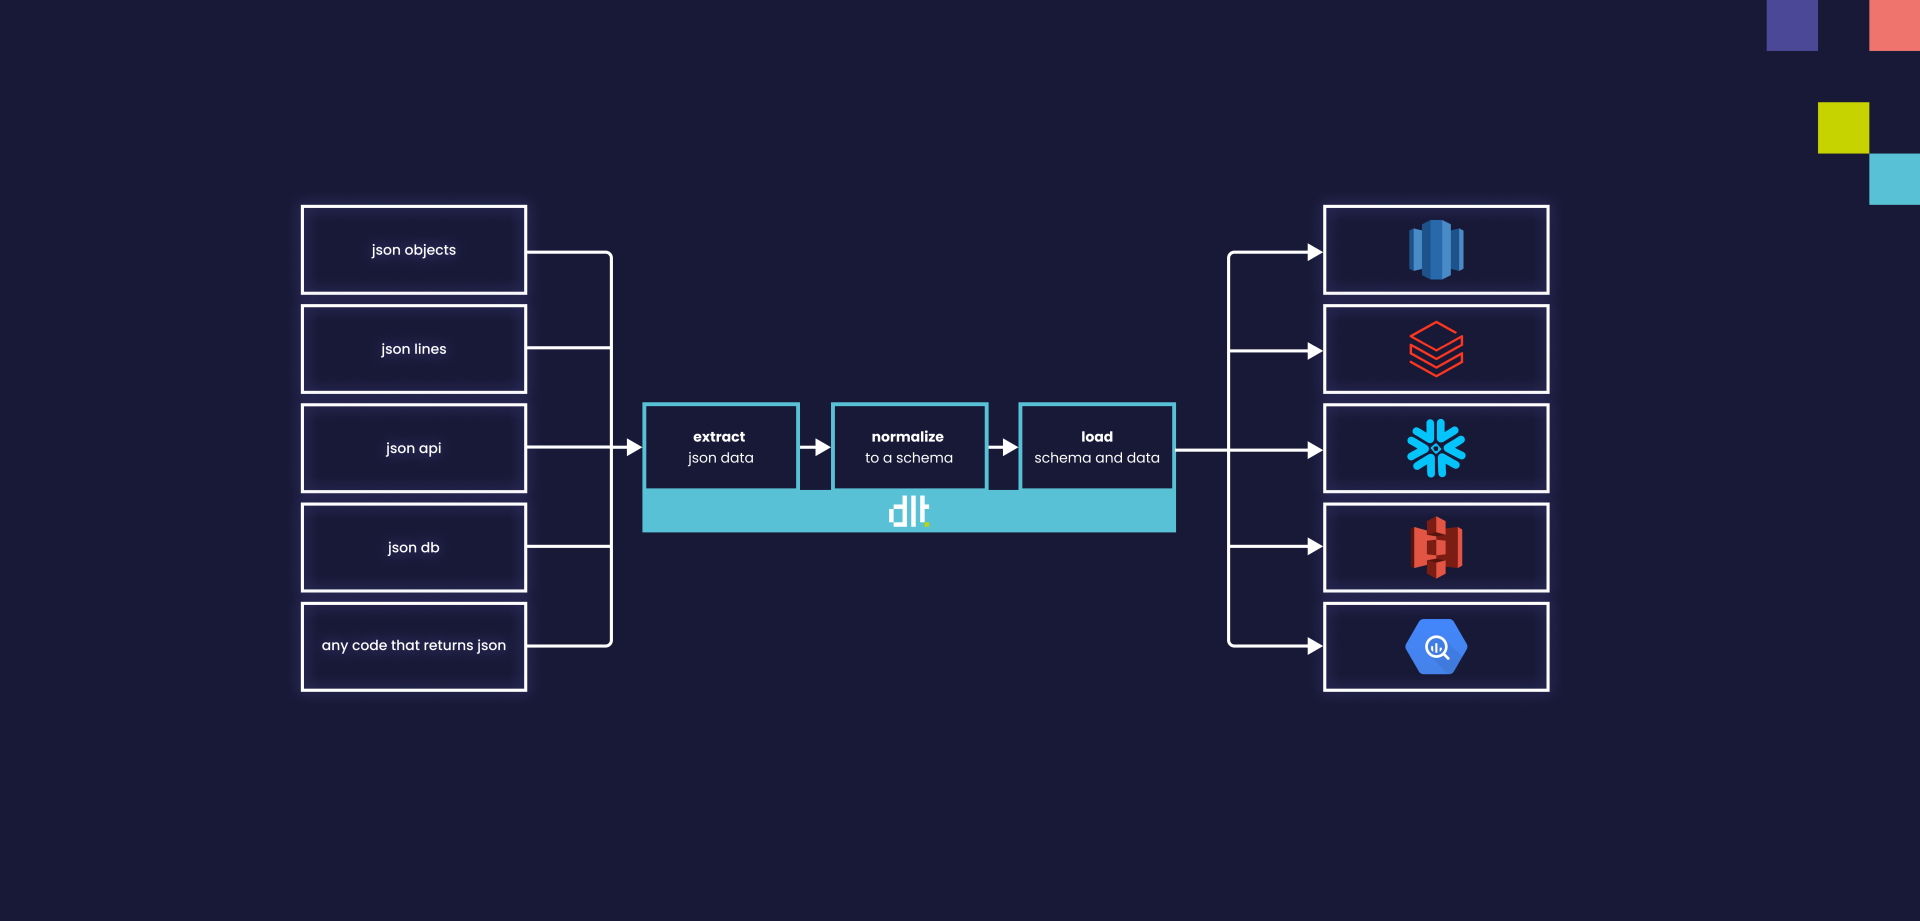 json objects
json lines
json api
json db
any code that returns json
extract
json data
normalize
to a schema
load
schema and data
dlt